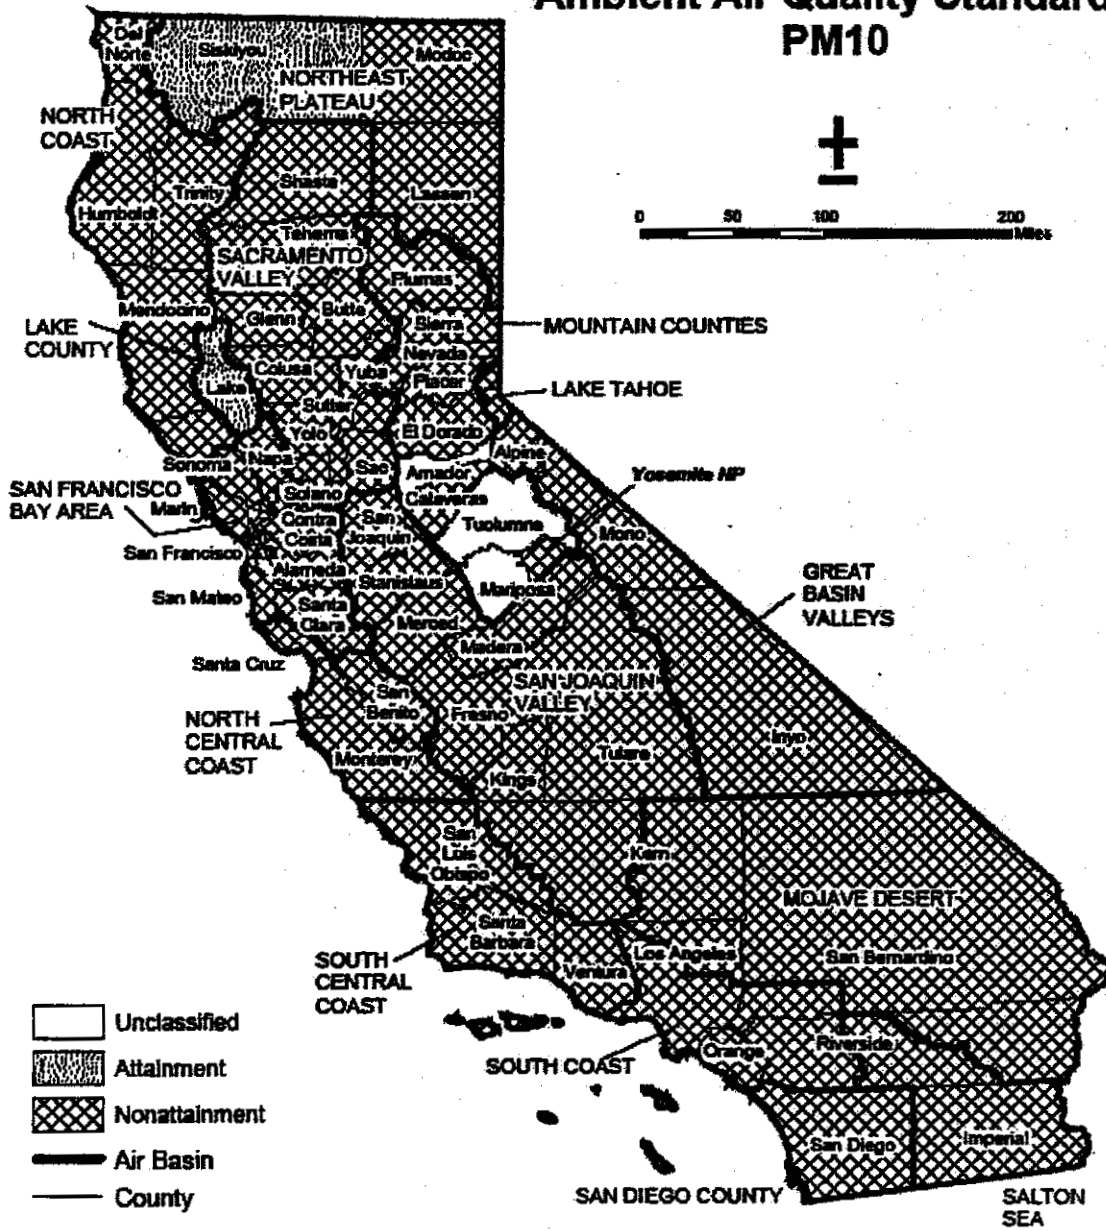 Ambient Air Quality Standard
PM10
±
0 50 100 200
Miles
Del
Norte
Siskiyou
Modoc
NORTHEAST
PLATEAU
NORTH
COAST
Trinity
Shasta
Lassen
Humboldt
Tehama
SACRAMENTO
VALLEY
Plumas
Mendocino
Glenn
Butte
Sierra
MOUNTAIN COUNTIES
LAKE
COUNTY
Nevada
Colusa
Yuba
Placer
Lake
LAKE TAHOE
Sutter
Yolo
El Dorado
Alpine
Sonoma
Napa
Sac
Amador
Yosemite NP
SAN FRANCISCO
BAY AREA
Marin
Solano
Calaveras
Contra
Costa
San
Joaquin
Tuolumne
Mono
San Francisco
Alameda
Stanislaus
Mariposa
GREAT
BASIN
VALLEYS
San Mateo
Santa
Clara
Merced
Madera
Santa Cruz
SAN JOAQUIN
VALLEY
San
Benito
Fresno
NORTH
CENTRAL
COAST
Monterey
Tulare
Inyo
Kings
San
Luis
Obispo
Kern
MOJAVE DESERT
Santa
Barbara
Los Angeles
San Bernardino
Ventura
SOUTH
CENTRAL
COAST
Orange
Riverside
SOUTH COAST
San Diego
Imperial
SAN DIEGO COUNTY
SALTON
SEA
Unclassified
Attainment
Nonattainment
Air Basin
County